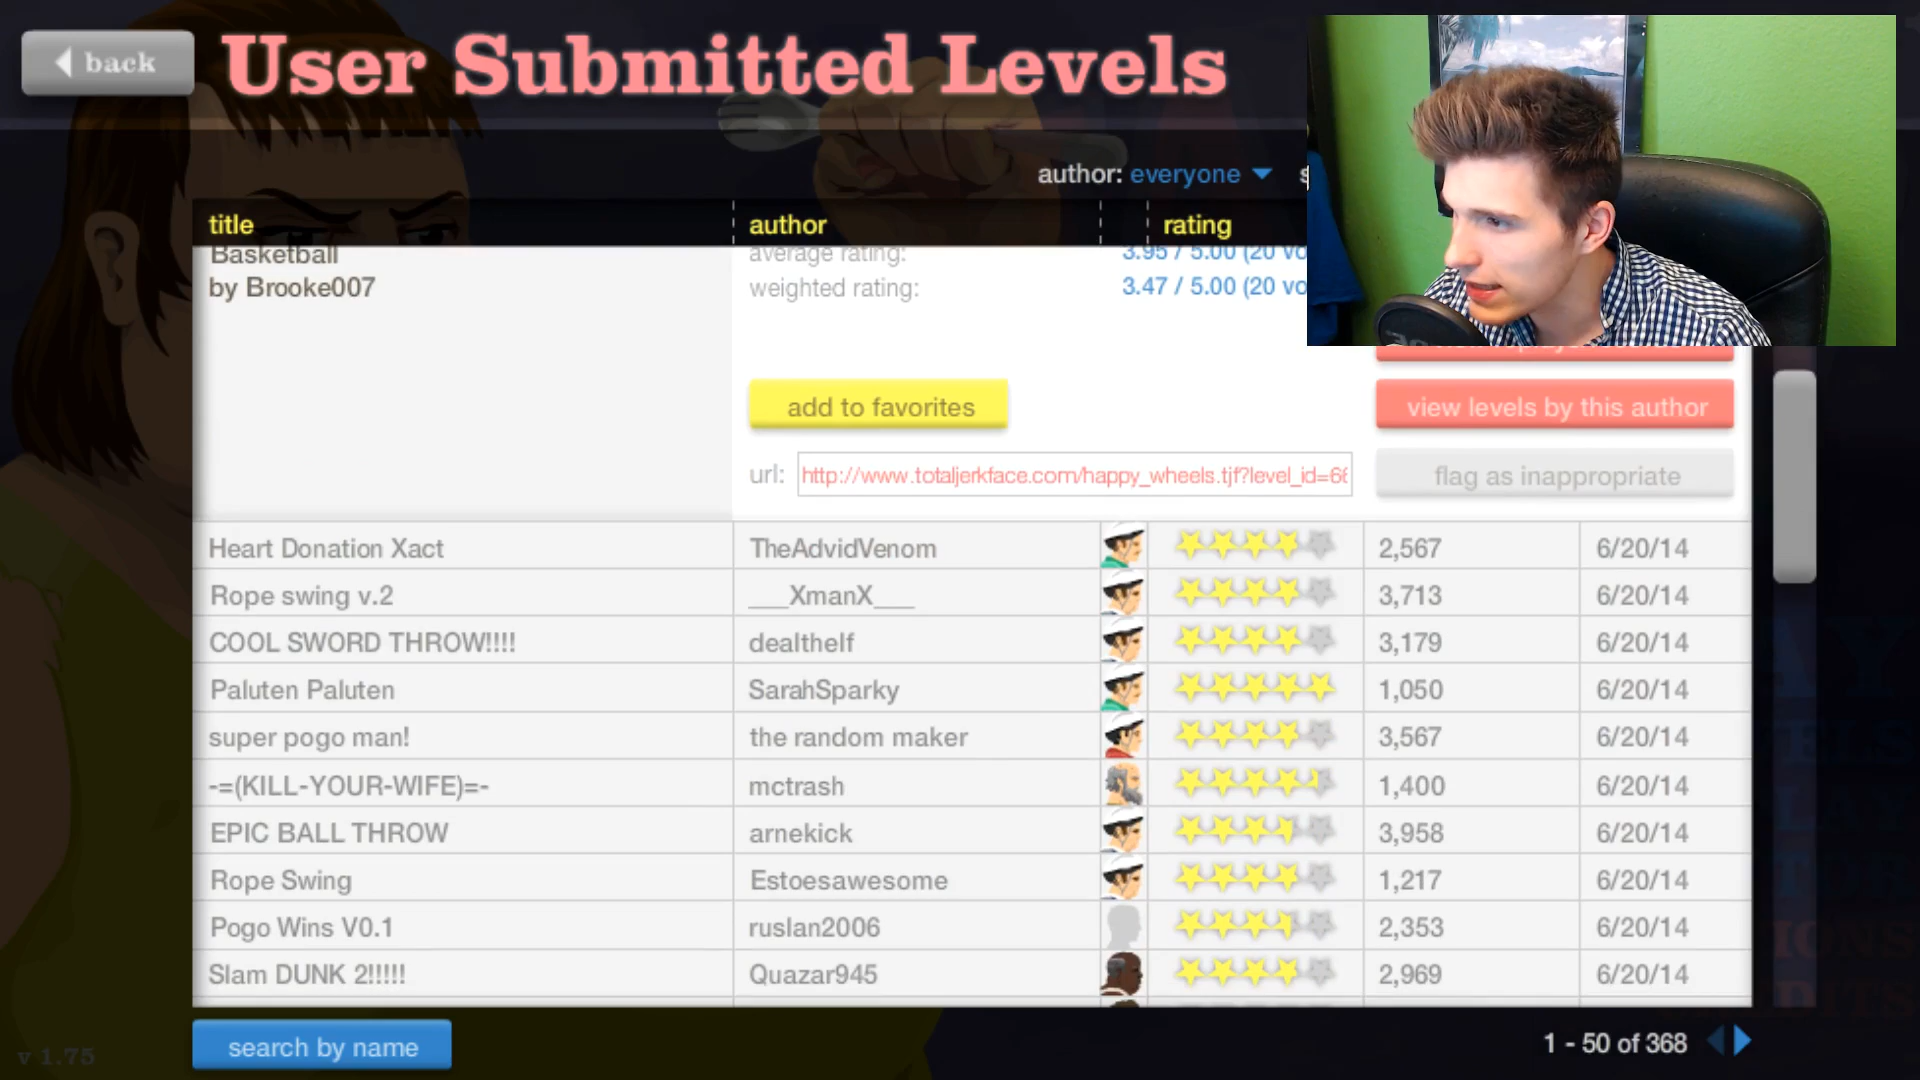 back
User Submitted Levels
author: everyone
title author rating
Basketball average rating: 3.95 / 5.00 (20
by Brooke007 weighted rating: 3.47 / 5.00 (20
add to favorites view levels by this author
url: http://www.totaljerkface.com/happy_wheels.tjf?level_id=6 flag as inappropriate
Heart Donation Xact TheAdvidVenom 2,567 6/20/14
Rope swing v.2 ___XmanX___ 3,713 6/20/14
COOL SWORD THROW!!!! dealthelf 3,179 6/20/14
Paluten Paluten SarahSparky 1,050 6/20/14
super pogo man! the random maker 3,567 6/20/14
-=(KILL-YOUR-WIFE)=- mctrash 1,400 6/20/14
EPIC BALL THROW arnekick 3,958 6/20/14
Rope Swing Estoesawesome 1,217 6/20/14
Pogo Wins V0.1 ruslan2006 2,353 6/20/14
Slam DUNK 2!!!!! Quazar945 2,969 6/20/14
v 1.75 search by name 1 - 50 of 368